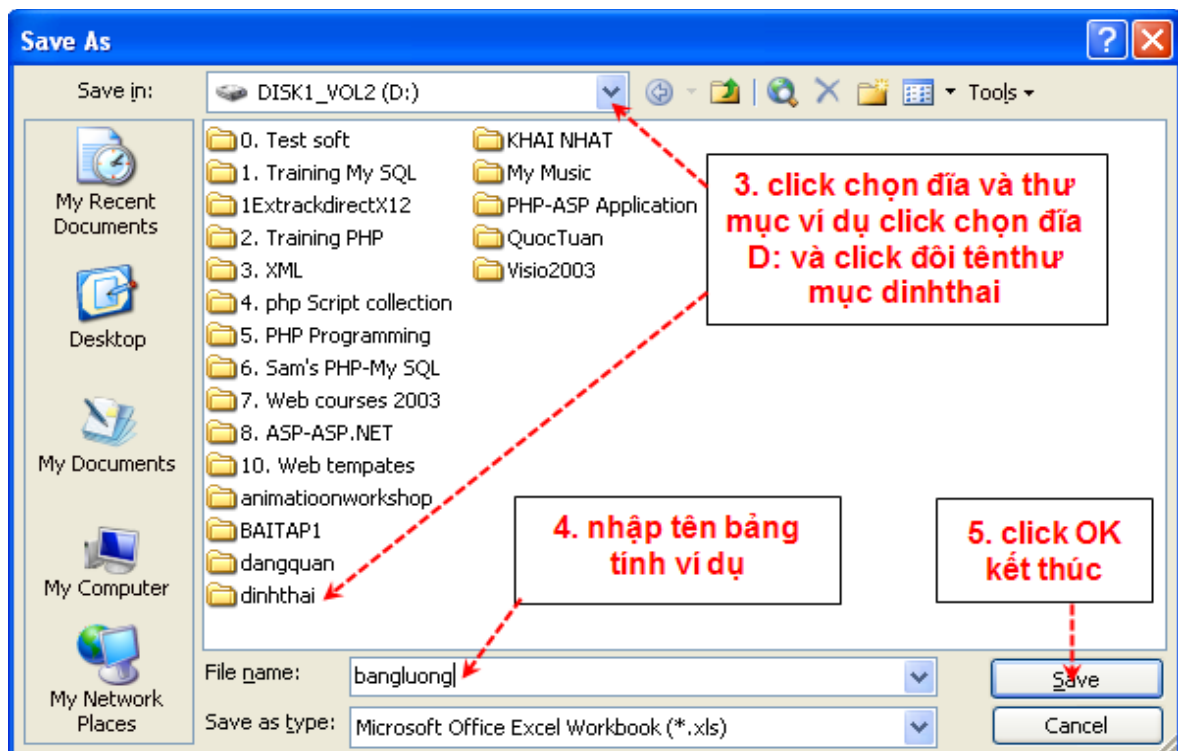 Save As
Save in:
DISK1_VOL2 (D:)
Tools
My Recent
Documents
Desktop
My Documents
My Computer
My Network
Places
0. Test soft
1. Training My SQL
1ExtrackdirectX12
2. Training PHP
3. XML
4. php Script collection
5. PHP Programming
6. Sam's PHP-My SQL
7. Web courses 2003
8. ASP-ASP.NET
10. Web tempates
animatioonworkshop
BAITAP1
dangquan
dinhthai
KHAI NHAT
My Music
PHP-ASP Application
QuocTuan
Visio2003
3. click chọn đĩa và thư
mục ví dụ click chọn đĩa
D: và click đôi tênthư
mục dinhthai
4. nhập tên bảng
tính ví dụ
5. click OK
kết thúc
File name:
bangluong
Save
Save as type:
Microsoft Office Excel Workbook (*.xls)
Cancel